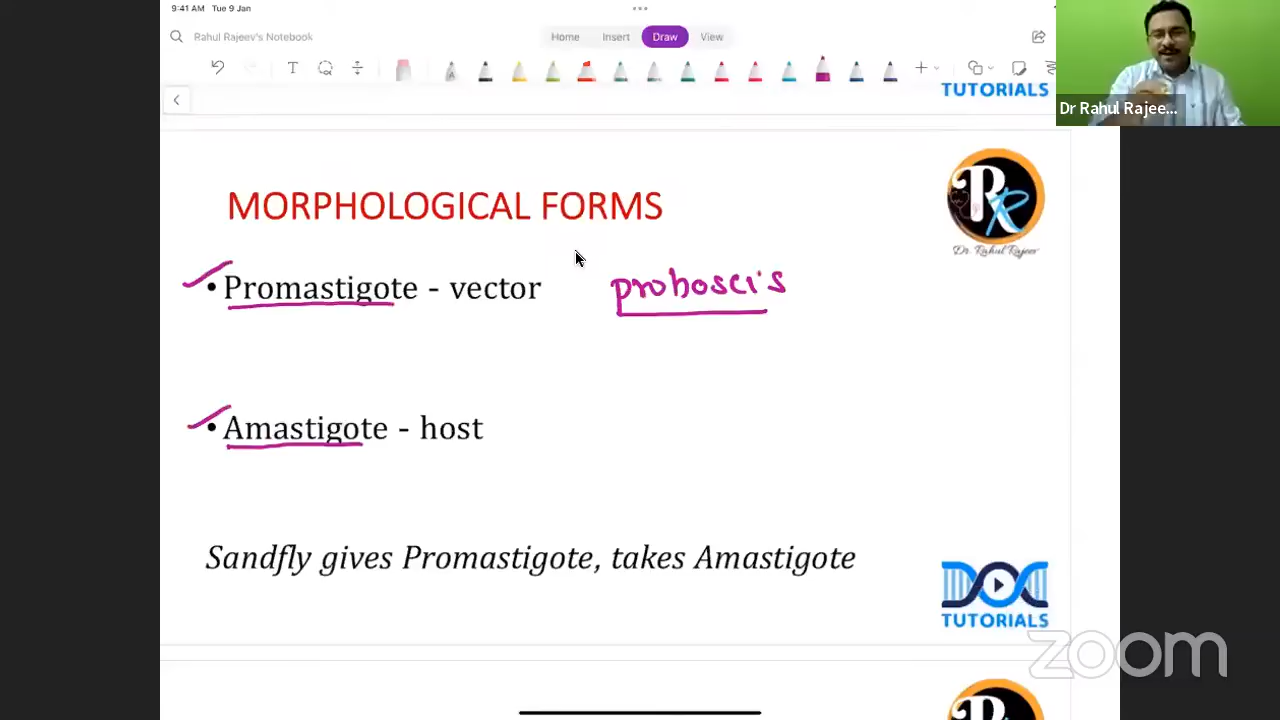 9:41 AM Tue 9 Jan
Rahul Rajeev's Notebook
Home Insert Draw View
TUTORIALS
Dr Rahul Rajee...
MORPHOLOGICAL FORMS
RR
Dr. Rahul Rajeev
• Promastigote - vector
proboscis
• Amastigote - host
Sandfly gives Promastigote, takes Amastigote
TUTORIALS
zoom